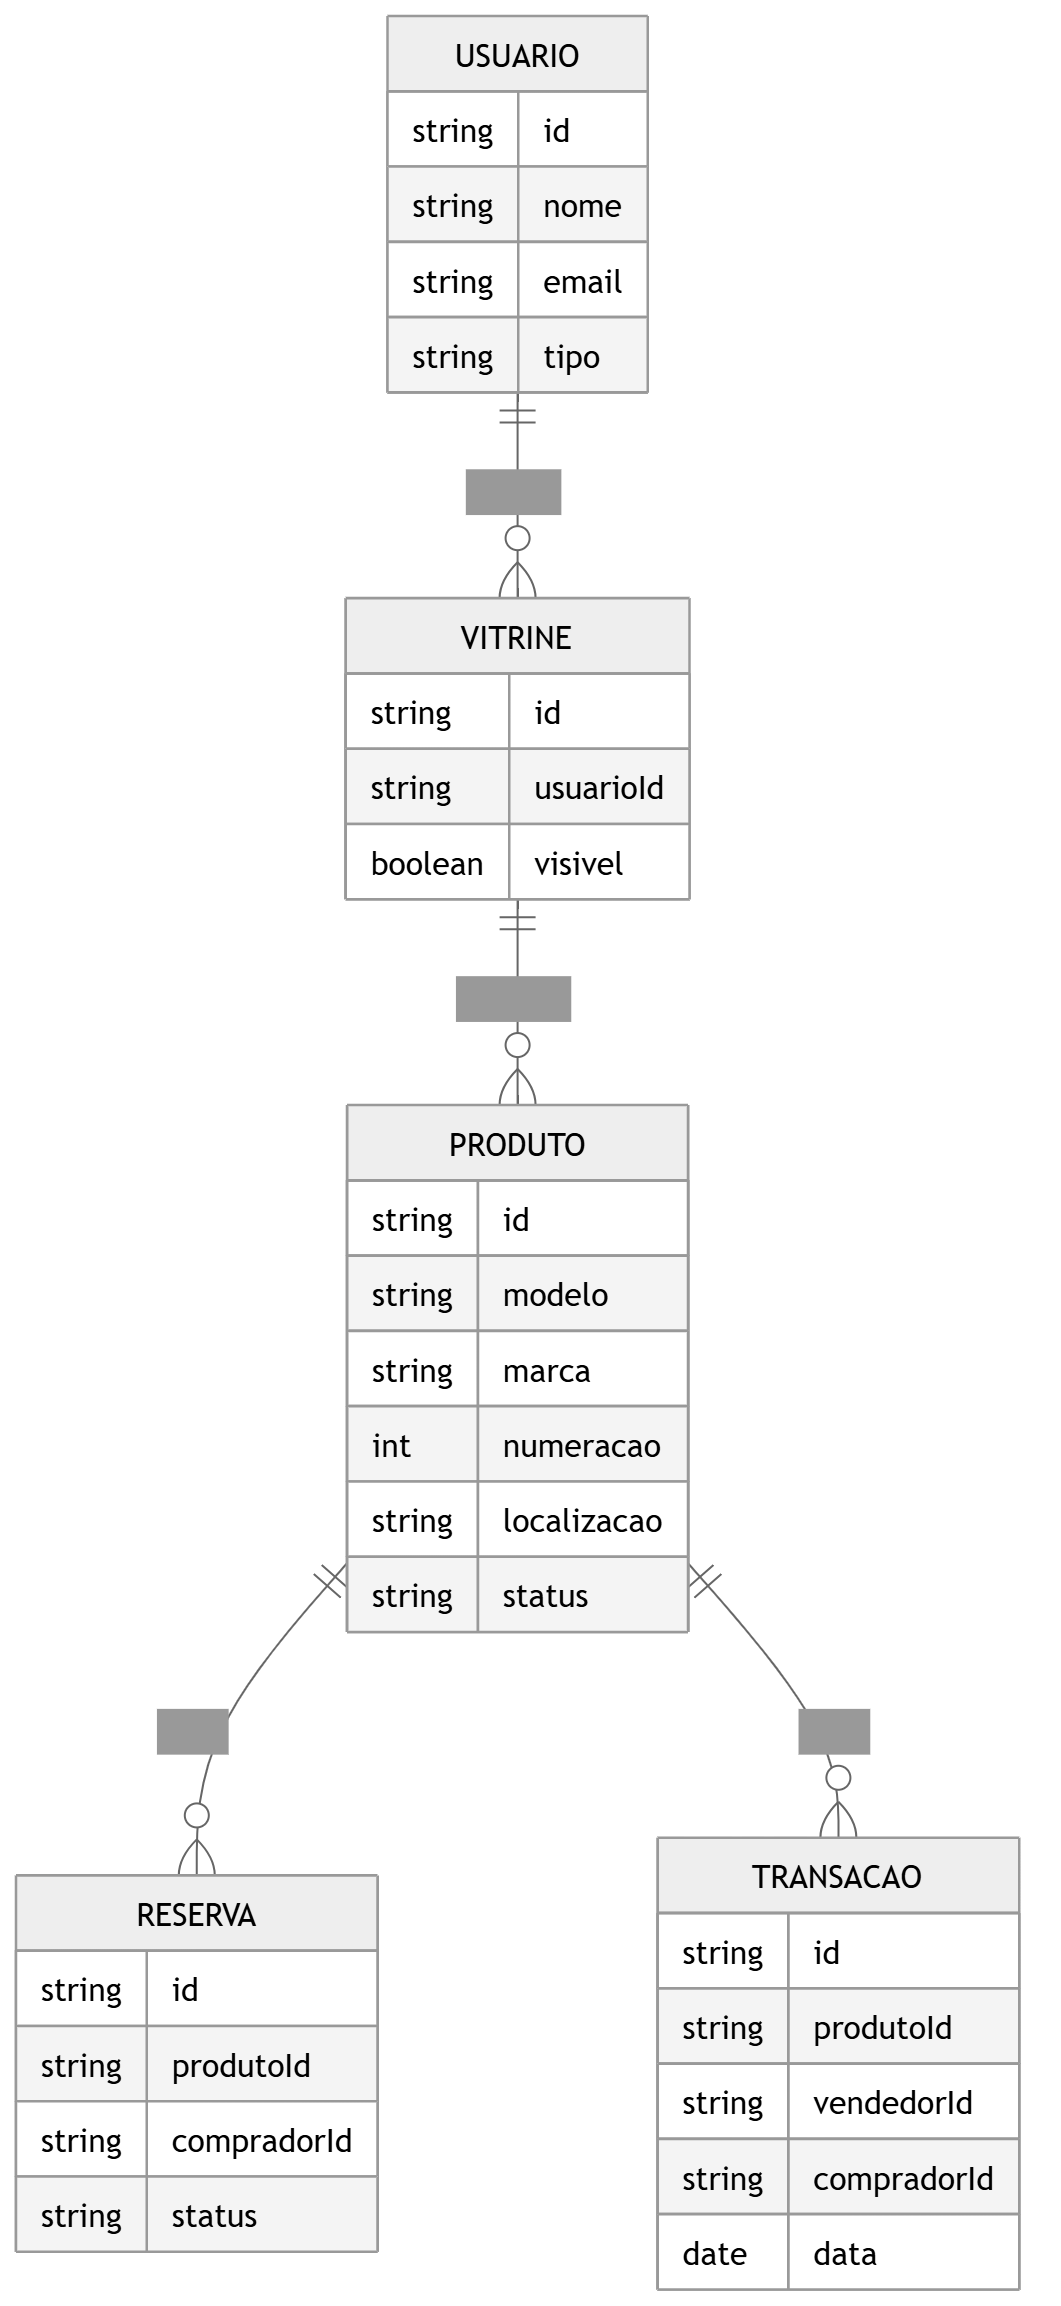 USUARIO
string id
string nome
string email
string tipo
VITRINE
string id
string usuarioId
boolean visivel
PRODUTO
string id
string modelo
string marca
int numeracao
string localizacao
string status
RESERVA
string id
string produtoId
string compradorId
string status
TRANSACAO
string id
string produtoId
string vendedorId
string compradorId
date data